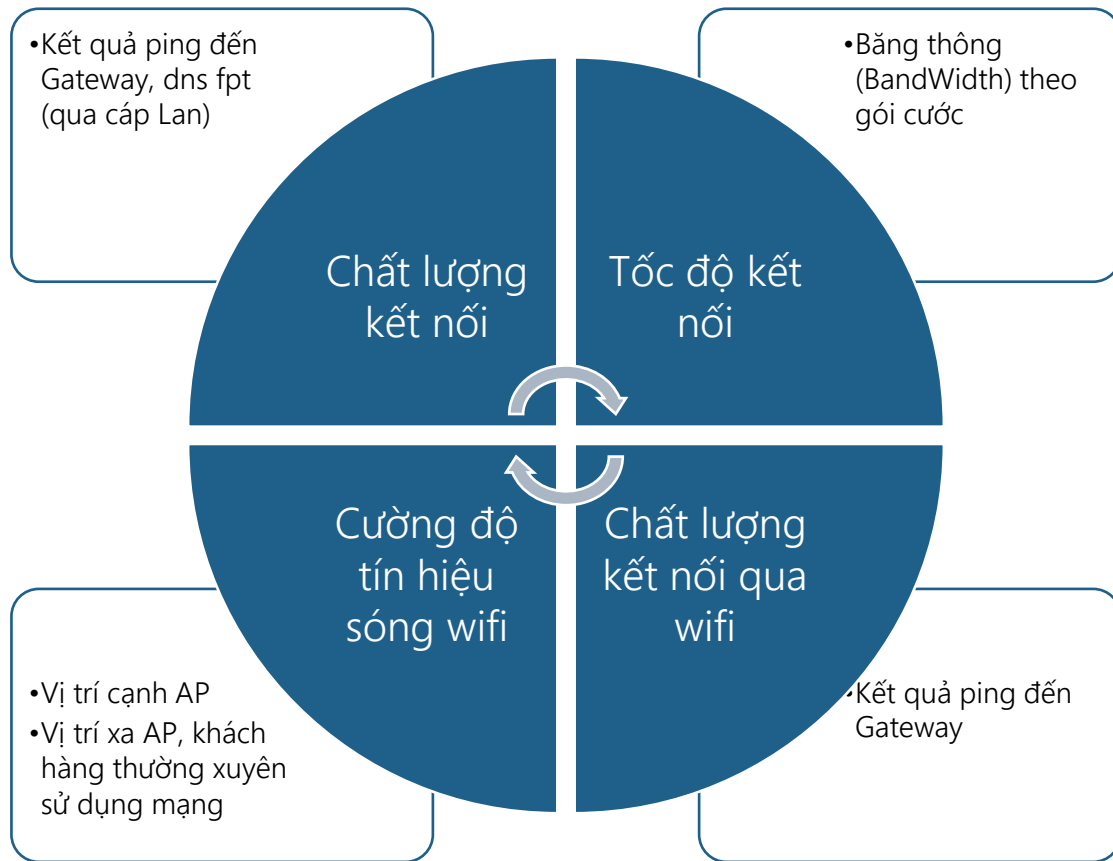 •Kết quả ping đến
Gateway, dns fpt
(qua cáp Lan)
•Băng thông
(BandWidth) theo
gói cước
Chất lượng
kết nối
Tốc độ kết
nối
Cường độ
tín hiệu
sóng wifi
Chất lượng
kết nối qua
wifi
•Vị trí cạnh AP
•Vị trí xa AP, khách
hàng thường xuyên
sử dụng mạng
•Kết quả ping đến
Gateway